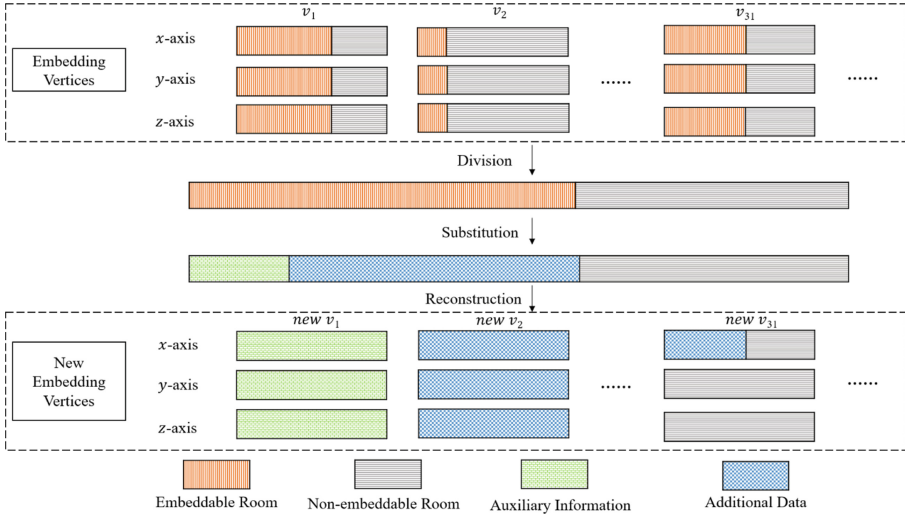 v₁
v₂
v₃₁
Embedding
Vertices
x-axis
y-axis
z-axis
......
......
Division
Substitution
Reconstruction
new v₁
new v₂
new v₃₁
New
Embedding
Vertices
x-axis
y-axis
z-axis
......
......
Embeddable Room
Non-embeddable Room
Auxiliary Information
Additional Data